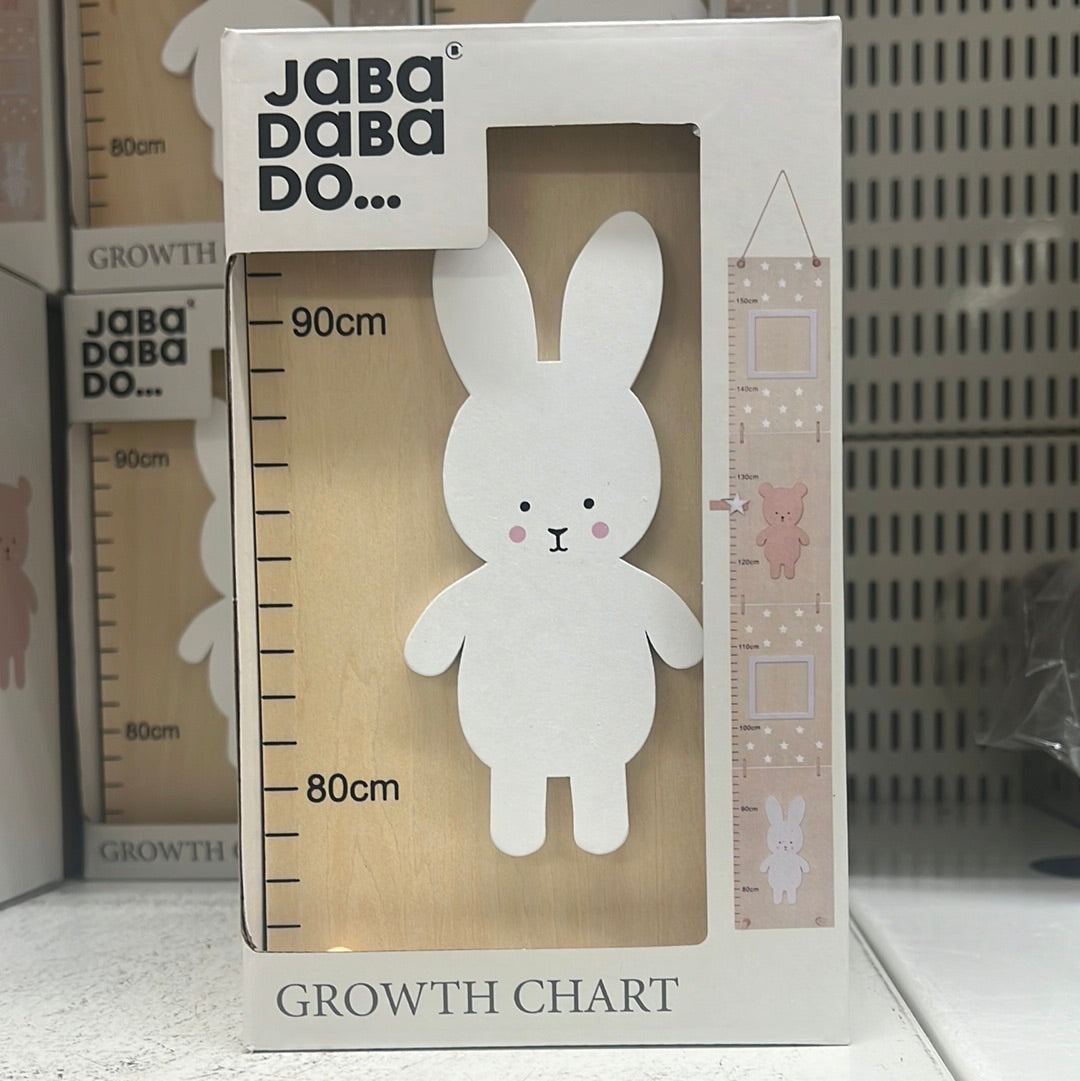 JaBa
DaBa
DO...
90cm
80cm
GROWTH CHART
150cm
140cm
130cm
120cm
110cm
100cm
90cm
80cm
80cm
GROWTH
JaBa
DaBa
DO...
90cm
80cm
GROWTH